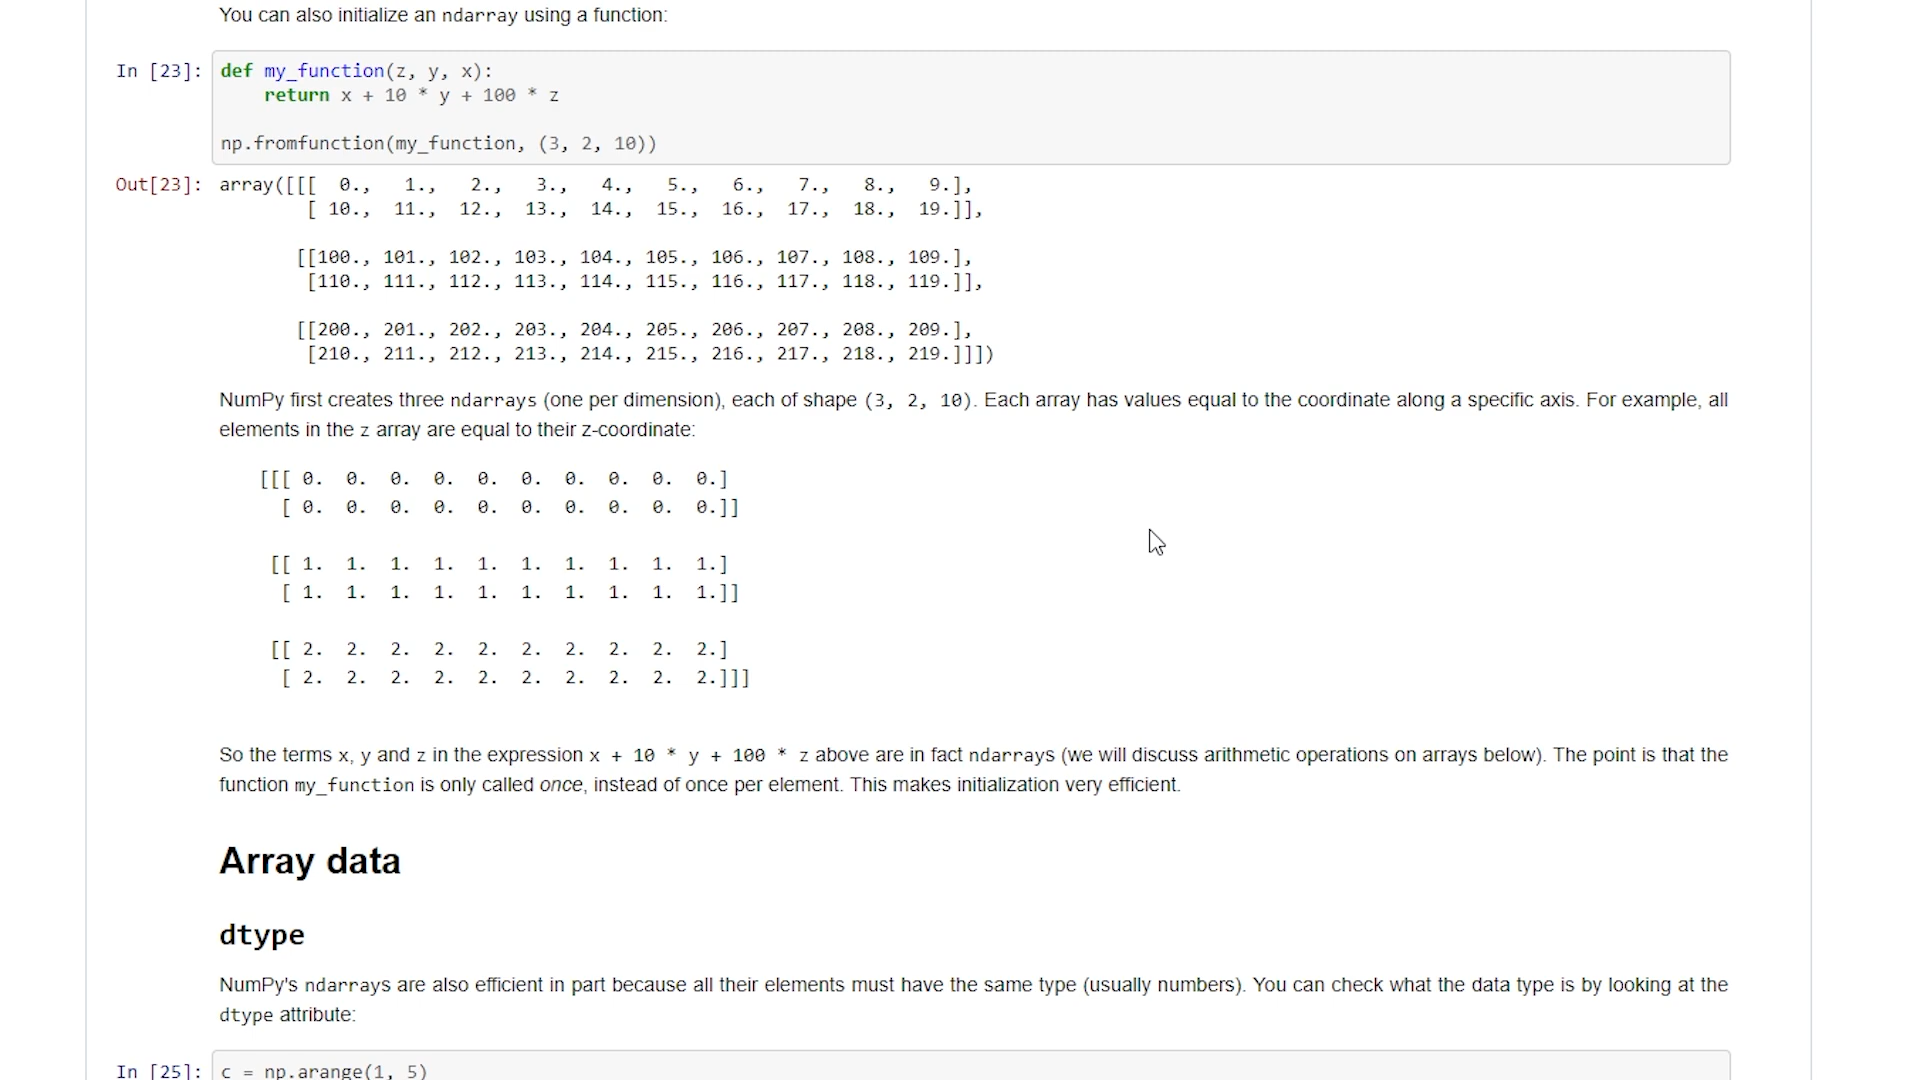 You can also initialize an ndarray using a function:
In [23]: def my_function(z, y, x):
    return x + 10 * y + 100 * z
np.fromfunction(my_function, (3, 2, 10))
Out[23]: array([[[  0.,   1.,   2.,   3.,   4.,   5.,   6.,   7.,   8.,   9.],
        [ 10.,  11.,  12.,  13.,  14.,  15.,  16.,  17.,  18.,  19.]],
       [[100., 101., 102., 103., 104., 105., 106., 107., 108., 109.],
        [110., 111., 112., 113., 114., 115., 116., 117., 118., 119.]],
       [[200., 201., 202., 203., 204., 205., 206., 207., 208., 209.],
        [210., 211., 212., 213., 214., 215., 216., 217., 218., 219.]]])
NumPy first creates three ndarrays (one per dimension), each of shape (3, 2, 10). Each array has values equal to the coordinate along a specific axis. For example, all
elements in the z array are equal to their z-coordinate:
[[[ 0.  0.  0.  0.  0.  0.  0.  0.  0.  0.]
  [ 0.  0.  0.  0.  0.  0.  0.  0.  0.  0.]]
 [[ 1.  1.  1.  1.  1.  1.  1.  1.  1.  1.]
  [ 1.  1.  1.  1.  1.  1.  1.  1.  1.  1.]]
 [[ 2.  2.  2.  2.  2.  2.  2.  2.  2.  2.]
  [ 2.  2.  2.  2.  2.  2.  2.  2.  2.  2.]]]
So the terms x, y and z in the expression x + 10 * y + 100 * z above are in fact ndarrays (we will discuss arithmetic operations on arrays below). The point is that the
function my_function is only called once, instead of once per element. This makes initialization very efficient.
Array data
dtype
NumPy's ndarrays are also efficient in part because all their elements must have the same type (usually numbers). You can check what the data type is by looking at the
dtype attribute:
In [25]: c = np.arange(1, 5)